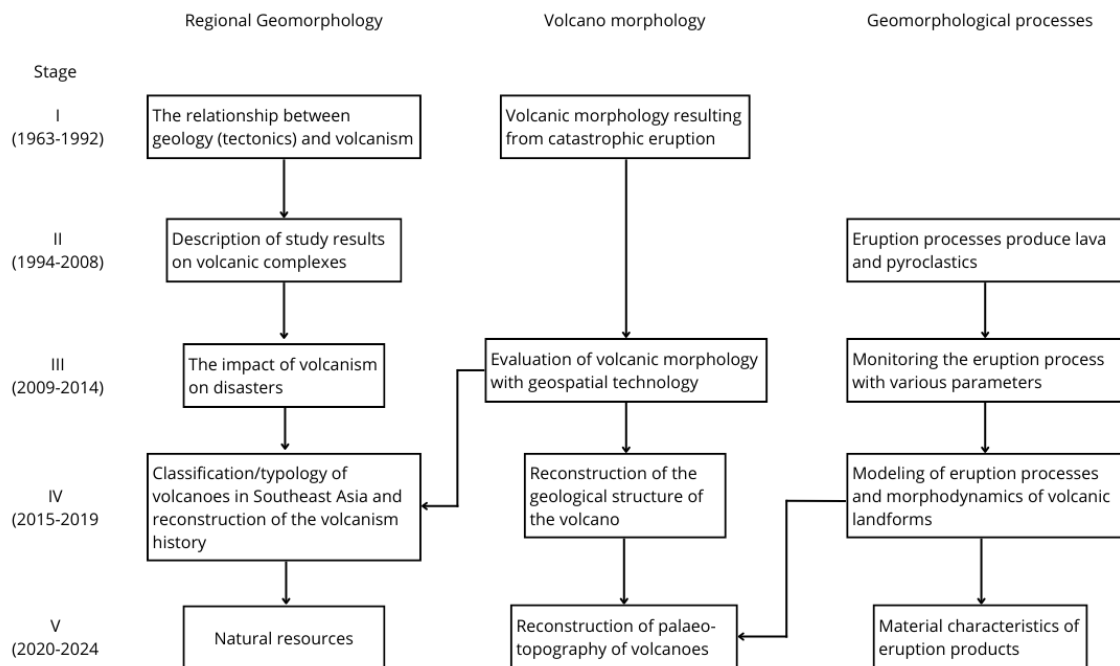 Regional Geomorphology
Volcano morphology
Geomorphological processes
Stage
I
(1963-1992)
The relationship between
geology (tectonics) and volcanism
Volcanic morphology resulting
from catastrophic eruption
II
(1994-2008)
Description of study results
on volcanic complexes
Eruption processes produce lava
and pyroclastics
III
(2009-2014)
The impact of volcanism
on disasters
Evaluation of volcanic morphology
with geospatial technology
Monitoring the eruption process
with various parameters
IV
(2015-2019
Classification/typology of
volcanoes in Southeast Asia and
reconstruction of the volcanism
history
Reconstruction of the
geological structure of
the volcano
Modeling of eruption processes
and morphodynamics of volcanic
landforms
V
(2020-2024
Natural resources
Reconstruction of palaeo-
topography of volcanoes
Material characteristics of
eruption products